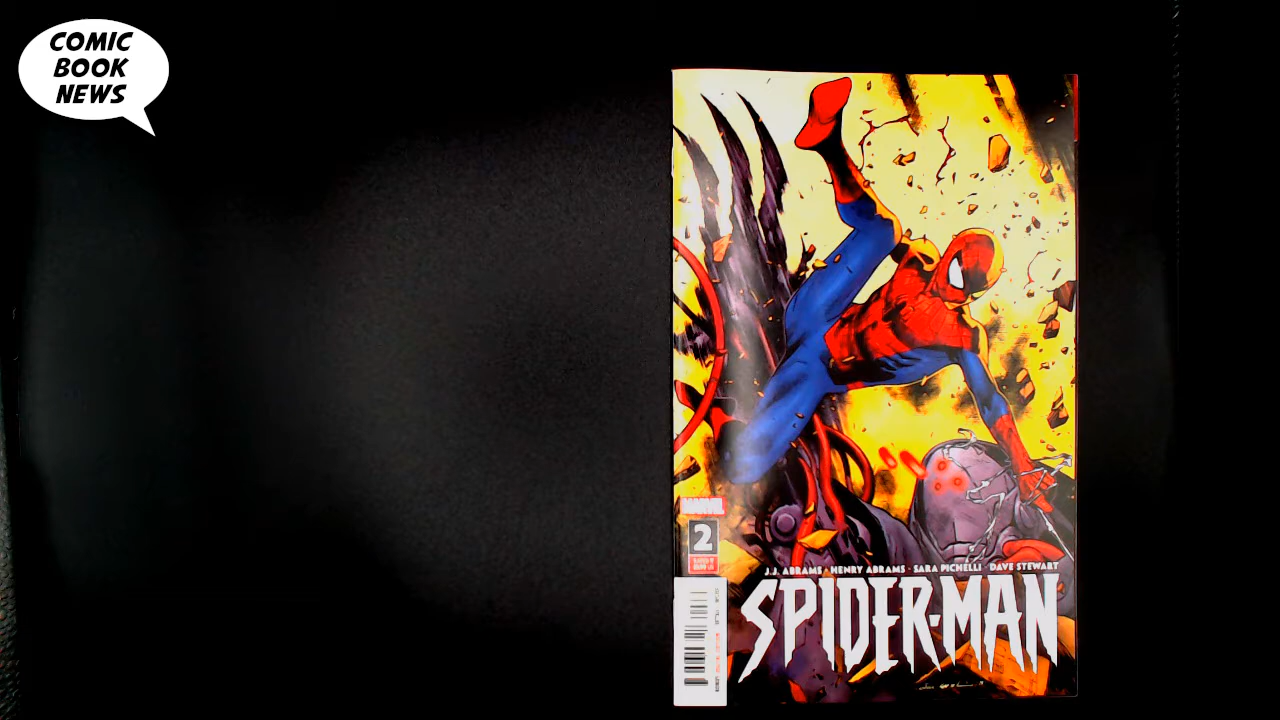 COMIC
BOOK
NEWS
MARVEL
2
J.J. ABRAMS • HENRY ABRAMS • SARA PICHELLI • DAVE STEWART
SPIDER-MAN